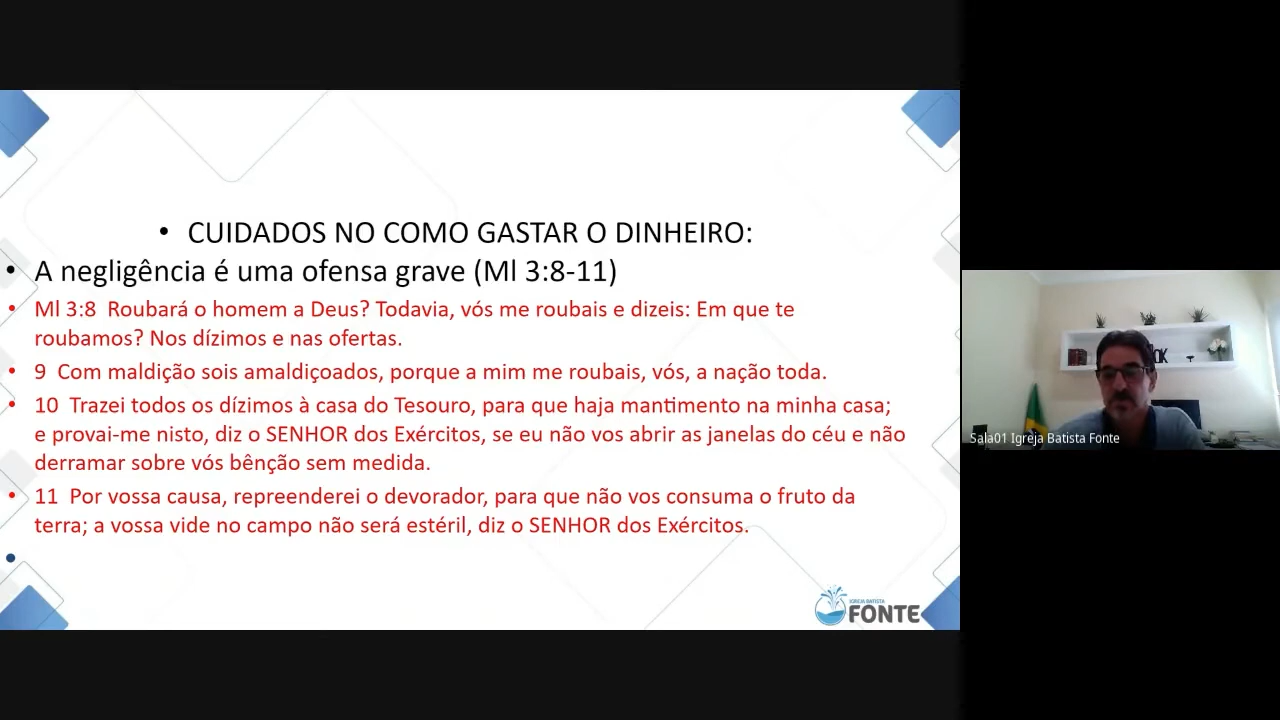 • CUIDADOS NO COMO GASTAR O DINHEIRO:
• A negligência é uma ofensa grave (Ml 3:8-11)
• Ml 3:8  Roubará o homem a Deus? Todavia, vós me roubais e dizeis: Em que te
roubamos? Nos dízimos e nas ofertas.
• 9  Com maldição sois amaldiçoados, porque a mim me roubais, vós, a nação toda.
• 10  Trazei todos os dízimos à casa do Tesouro, para que haja mantimento na minha casa;
e provai-me nisto, diz o SENHOR dos Exércitos, se eu não vos abrir as janelas do céu e não
derramar sobre vós bênção sem medida.
• 11  Por vossa causa, repreenderei o devorador, para que não vos consuma o fruto da
terra; a vossa vide no campo não será estéril, diz o SENHOR dos Exércitos.
•
IGREJA BATISTA
FONTE
Sala01 Igreja Batista Fonte